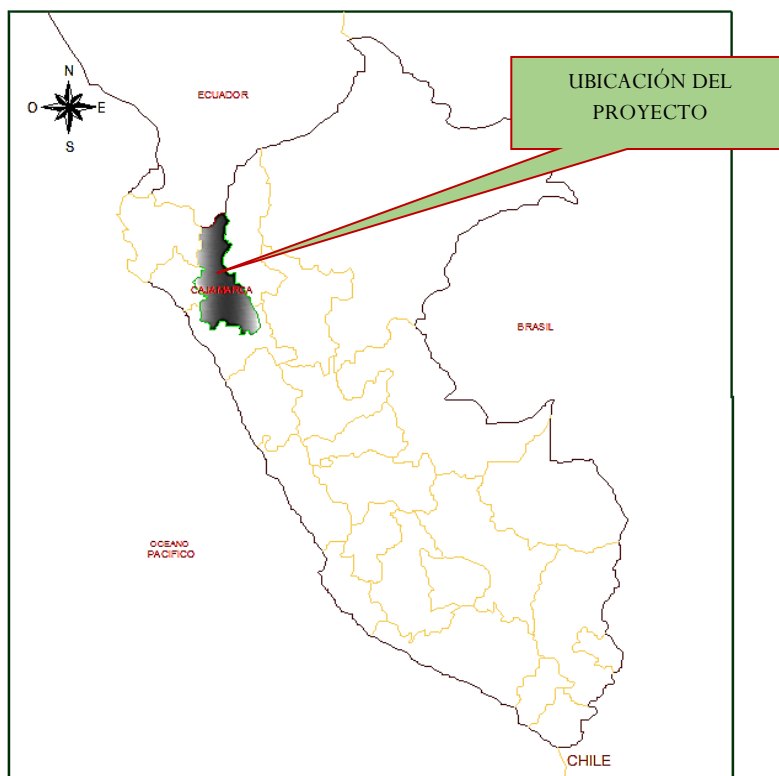 UBICACIÓN DEL
PROYECTO
N
O
E
S
ECUADOR
CAJAMARCA
BRASIL
OCEANO
PACIFICO
CHILE